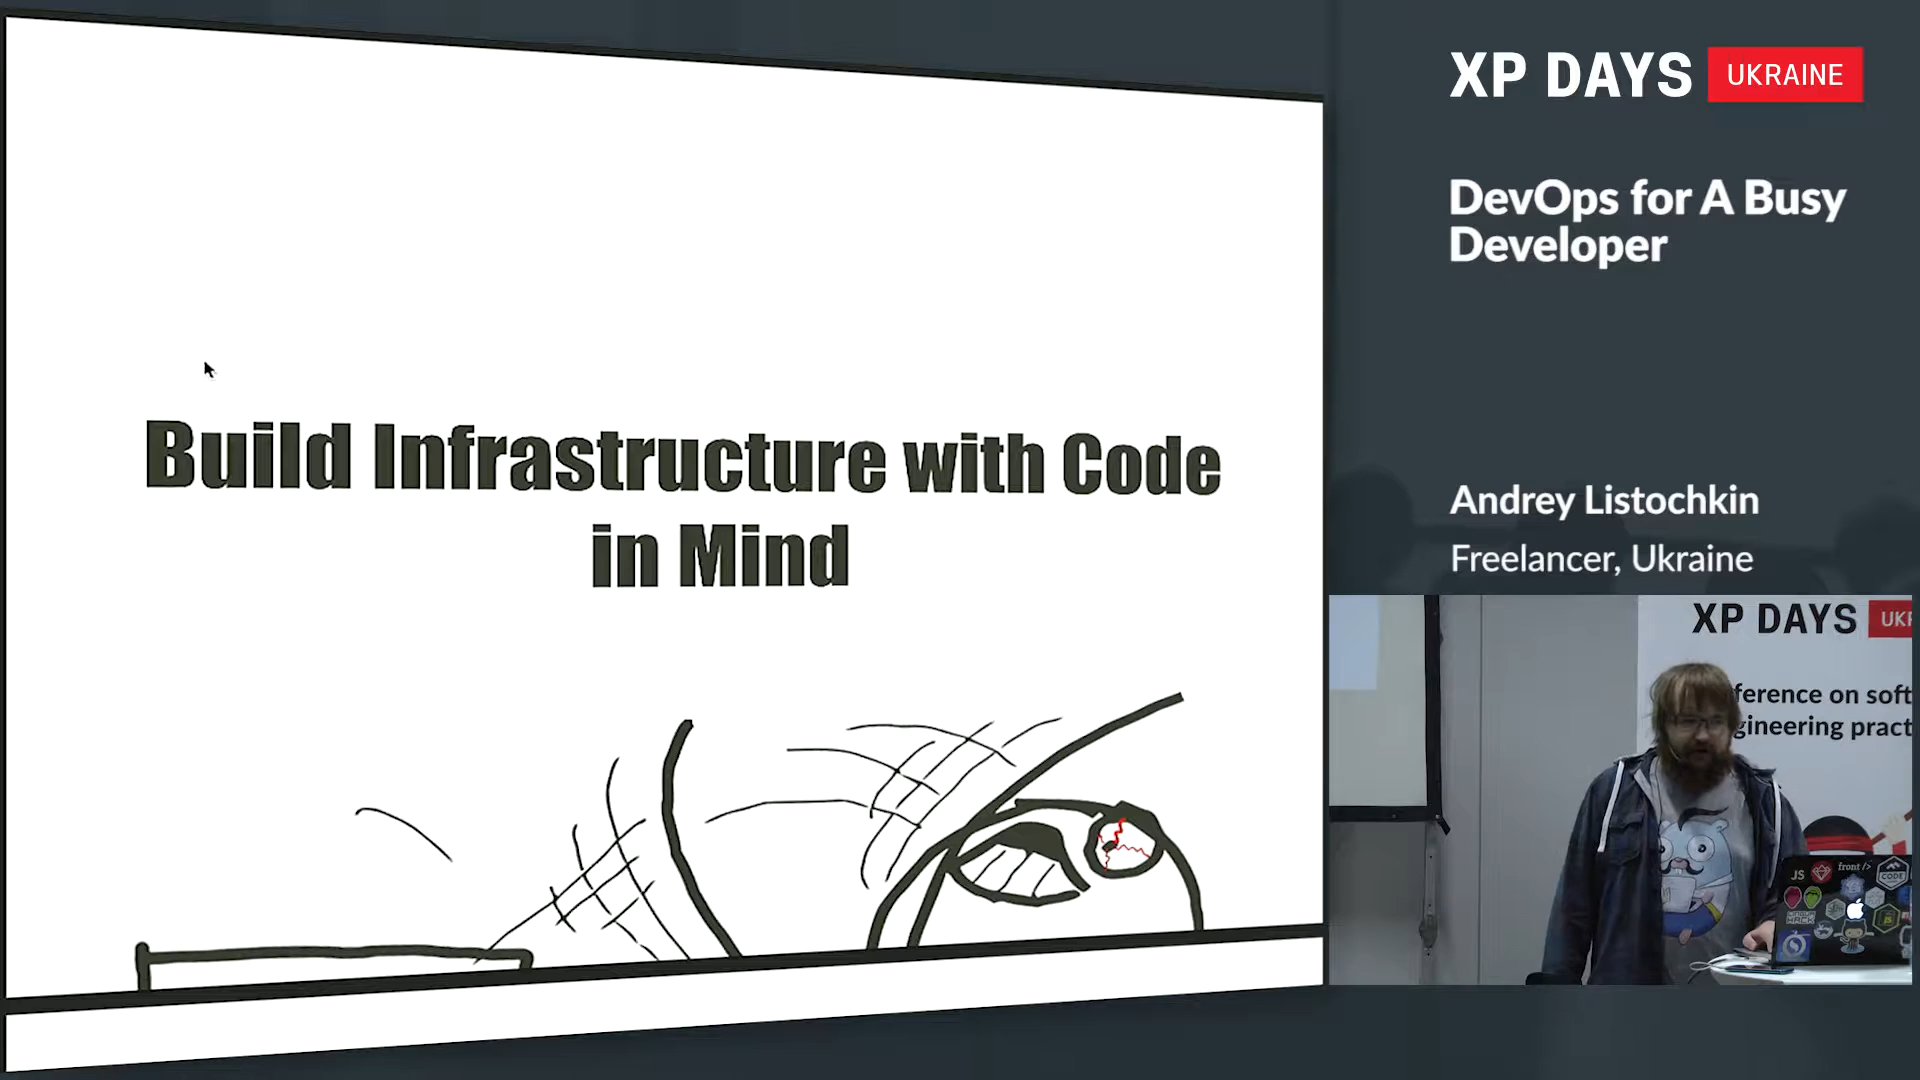 Build Infrastructure with Code
in Mind
XP DAYS UKRAINE
DevOps for A Busy
Developer
Andrey Listochkin
Freelancer, Ukraine
XP DAYS UKR
ference on soft
gineering pract
JS
front />
CODE